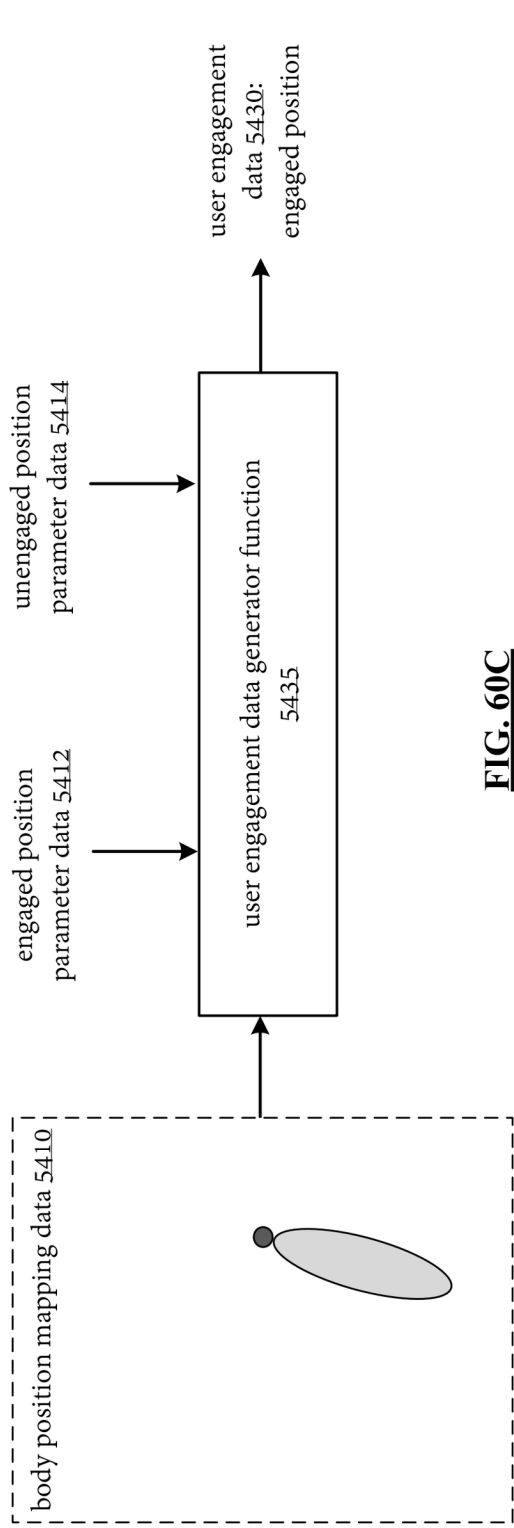 body position mapping data 5410
engaged position
parameter data 5412
unengaged position
parameter data 5414
user engagement data generator function
5435
user engagement
data 5430:
engaged position
FIG. 60C